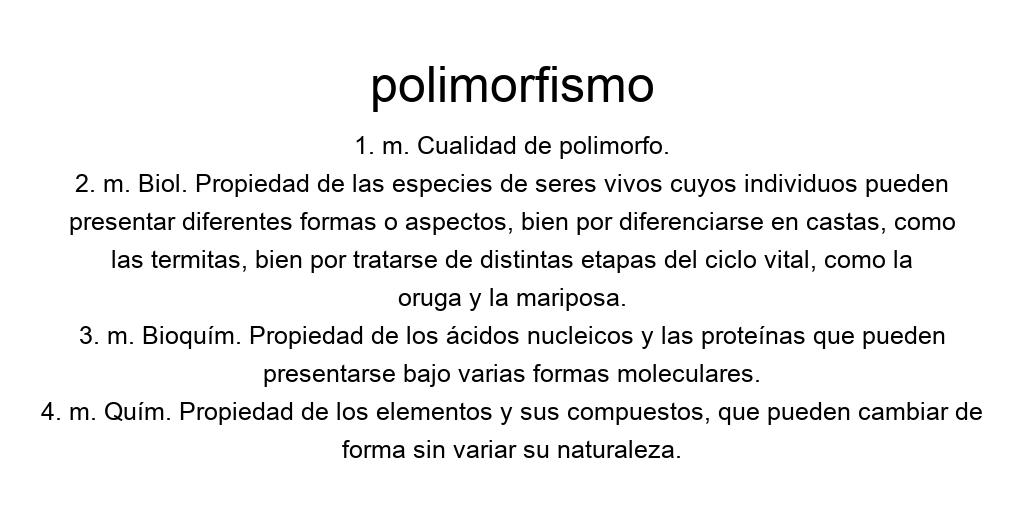 polimorfismo
1. m. Cualidad de polimorfo.
2. m. Biol. Propiedad de las especies de seres vivos cuyos individuos pueden
presentar diferentes formas o aspectos, bien por diferenciarse en castas, como
las termitas, bien por tratarse de distintas etapas del ciclo vital, como la
oruga y la mariposa.
3. m. Bioquím. Propiedad de los ácidos nucleicos y las proteínas que pueden
presentarse bajo varias formas moleculares.
4. m. Quím. Propiedad de los elementos y sus compuestos, que pueden cambiar de
forma sin variar su naturaleza.